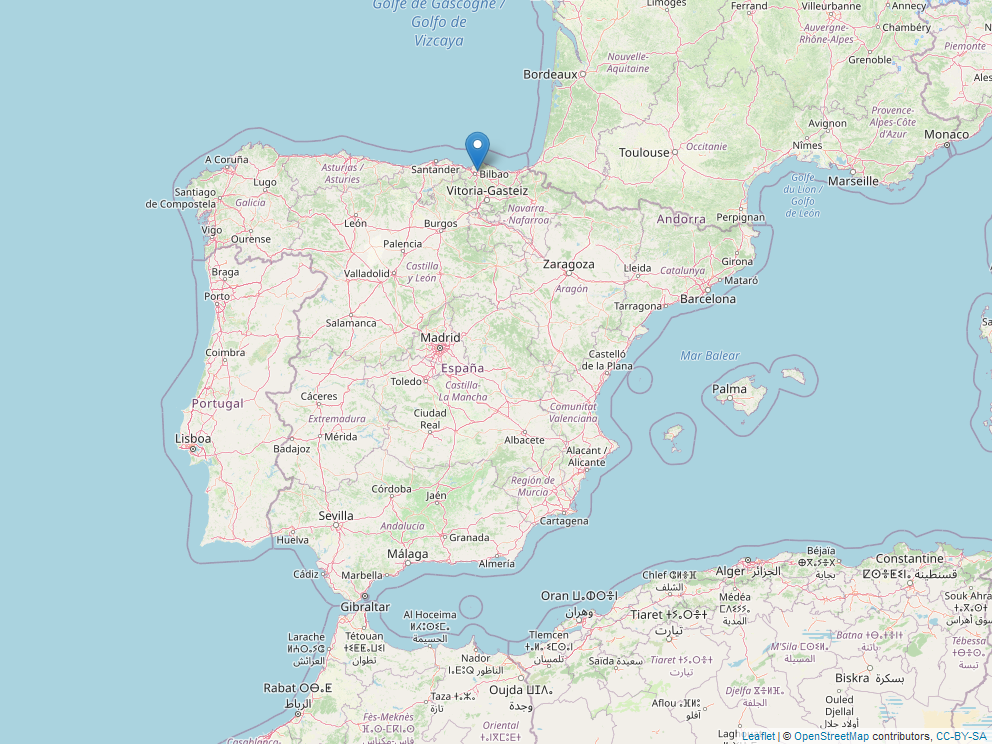 Golfe de Gascogne /
Golfo de
Vizcaya
Limoges
Ferrand
Villeurbanne
Annecy
Chambéry
Auvergne-
Rhône-Alpes
Grenoble
Piemonte
Bordeaux
Nouvelle-
Aquitaine
Provence-
Alpes-Côte
d'Azur
Avignon
Nîmes
Monaco
Toulouse
Occitanie
Marseille
Golfe
du Lion /
Golfo
de León
A Coruña
Lugo
Asturias /
Asturies
Santander
Bilbao
Vitoria-Gasteiz
Santiago
de Compostela
Galicia
León
Burgos
Navarra
- Nafarroa
Andorra
Perpignan
Vigo
Ourense
Palencia
Castilla
y León
Valladolid
Zaragoza
Aragón
Lleida
Catalunya
Girona
Mataró
Barcelona
Tarragona
Braga
Porto
Salamanca
Madrid
España
Coimbra
Toledo
Castilla-
La Mancha
Castelló
de la Plana
Mar Balear
Palma
Portugal
Cáceres
Extremadura
Ciudad
Real
Comunitat
Valenciana
Lisboa
Mérida
Badajoz
Albacete
Alacant /
Alicante
Región de
Murcia
Córdoba
Jaén
Sevilla
Andalucía
Cartagena
Huelva
Granada
Málaga
Almería
Cádiz
Marbella
Gibraltar
Al Hoceima
الحسيمة
Oran
وهران
Chlef
الشلف
Alger الجزائر
Béjaïa
بجاية
Constantine
قسنطينة
Médéa
المدية
Souk Ahra
سوق أهراس
Tiaret
تيارت
Larache
العرائش
Tétouan
تطوان
Tlemcen
تلمسان
Saïda سعيدة
Tiaret
تيارت
M'Sila
المسيلة
Batna
باتنة
Tébessa
تبسة
Nador
الناظور
Oujda
وجدة
Rabat
الرباط
Taza
تازة
Biskra بسكرة
Djelfa
الجلفة
Aflou
أفلو
Ouled
Djellal
أولاد جلال
Fès-Meknès
فاس-مكناس
Oriental
Casablanca
Lagh
Leaflet | © OpenStreetMap contributors, CC-BY-SA